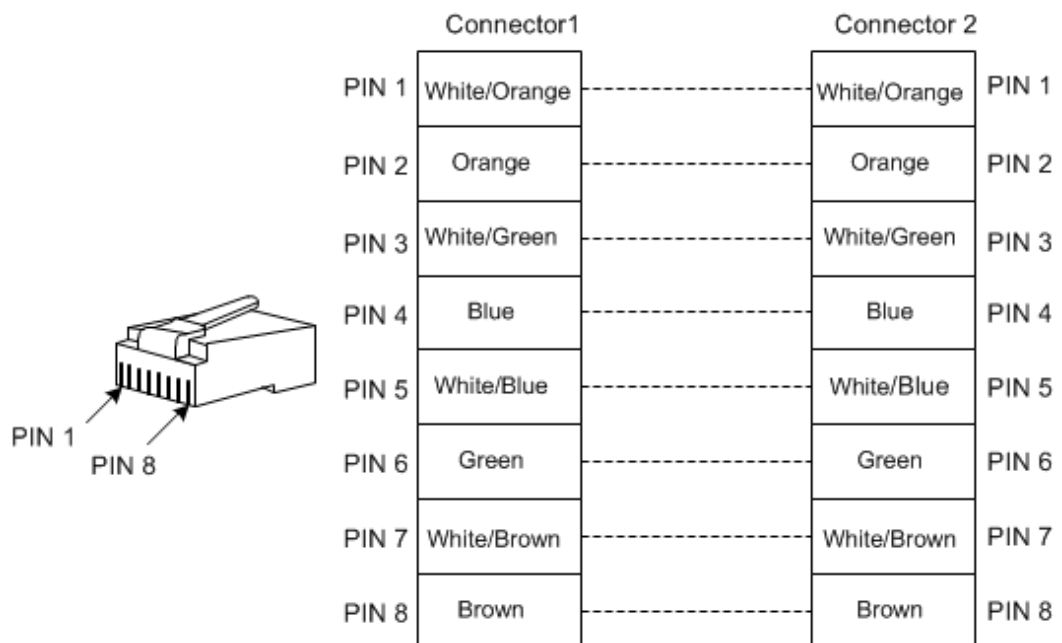 Connector1 Connector 2
PIN 1 White/Orange White/Orange PIN 1
PIN 2 Orange Orange PIN 2
PIN 3 White/Green White/Green PIN 3
PIN 4 Blue Blue PIN 4
PIN 5 White/Blue White/Blue PIN 5
PIN 6 Green Green PIN 6
PIN 7 White/Brown White/Brown PIN 7
PIN 8 Brown Brown PIN 8
PIN 1
PIN 8